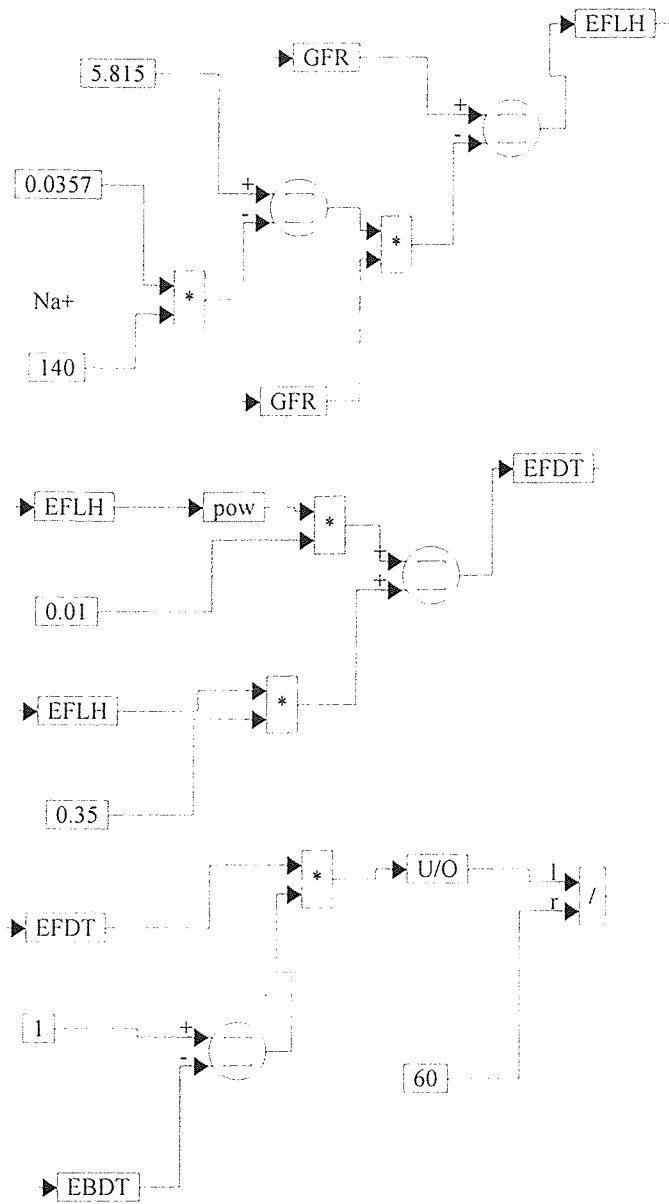 EFLH
GFR
5.815
+
-
0.0357
+
-
*
*
Na+
140
GFR
EFDT
EFLH
pow
*
+
+
0.01
EFLH
*
0.35
*
U/O
l
r
/
EFDT
1
+
-
60
EBDT